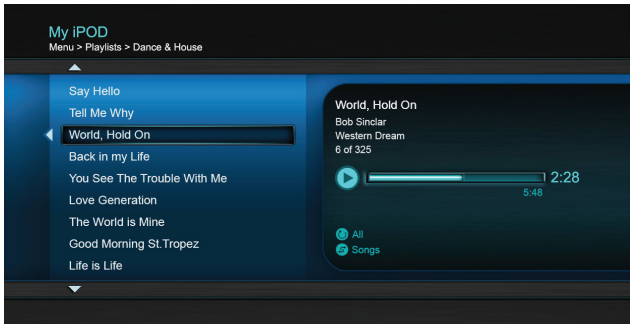 My iPOD
Menu > Playlists > Dance & House
Say Hello
Tell Me Why
World, Hold On
Back in my Life
You See The Trouble With Me
Love Generation
The World is Mine
Good Morning St.Tropez
Life is Life
World, Hold On
Bob Sinclar
Western Dream
6 of 325
2:28
5:48
All
Songs